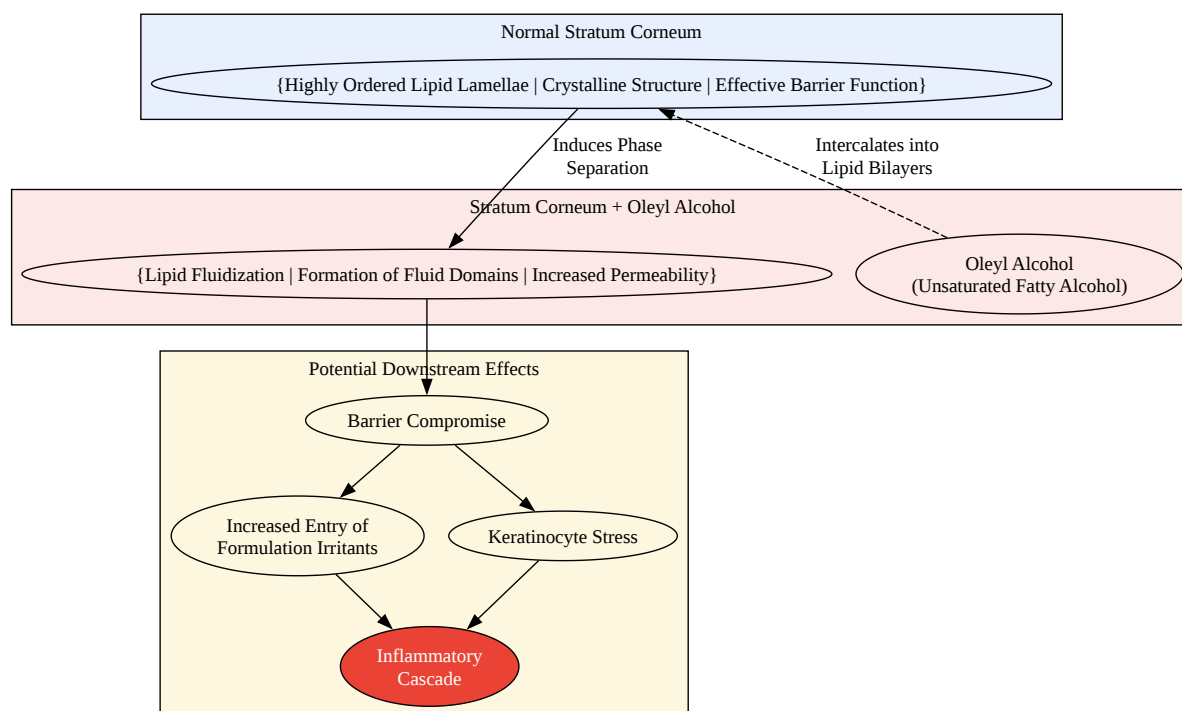 Normal Stratum Corneum
{Highly Ordered Lipid Lamellae | Crystalline Structure | Effective Barrier Function}
Induces Phase
Separation
Intercalates into
Lipid Bilayers
Stratum Corneum + Oleyl Alcohol
{Lipid Fluidization | Formation of Fluid Domains | Increased Permeability}
Oleyl Alcohol
(Unsaturated Fatty Alcohol)
Potential Downstream Effects
Barrier Compromise
Increased Entry of
Formulation Irritants
Keratinocyte Stress
Inflammatory
Cascade